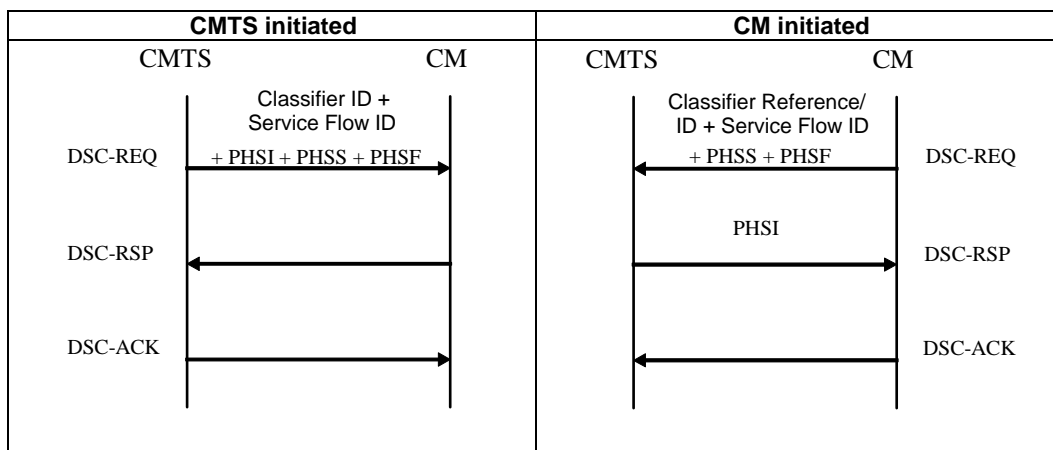 CMTS initiated
CMTS CM
Classifier ID +
Service Flow ID
DSC-REQ + PHSI + PHSS + PHSF
DSC-RSP
DSC-ACK
CM initiated
CMTS CM
Classifier Reference/
ID + Service Flow ID
+ PHSS + PHSF DSC-REQ
PHSI
DSC-RSP
DSC-ACK